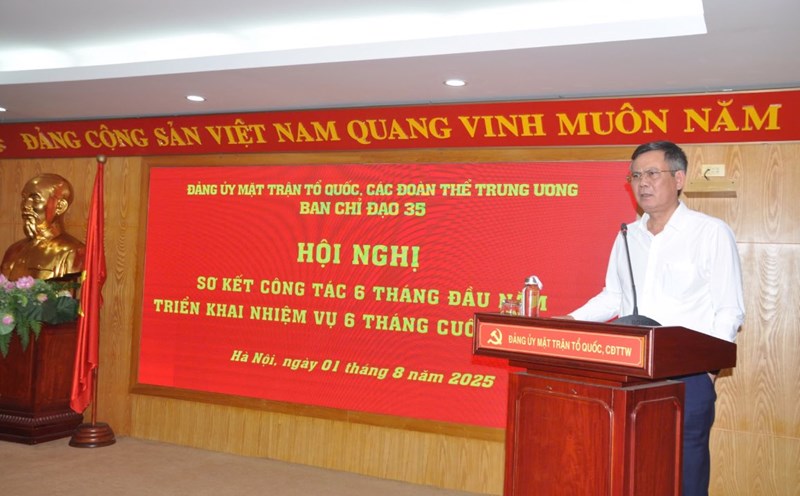 ĐẢNG CỘNG SẢN VIỆT NAM QUANG VINH MUÔN NĂM
ĐẢNG ỦY MẶT TRẬN TỔ QUỐC, CÁC ĐOÀN THỂ TRUNG ƯƠNG
BAN CHỈ ĐẠO 35
HỘI NGHỊ
SƠ KẾT CÔNG TÁC 6 THÁNG ĐẦU NĂM
TRIỂN KHAI NHIỆM VỤ 6 THÁNG CUỐ
Hà Nội, ngày 01 tháng 8 năm 2025
ĐẢNG ỦY MẶT TRẬN TỔ QUỐC, CĐTTW